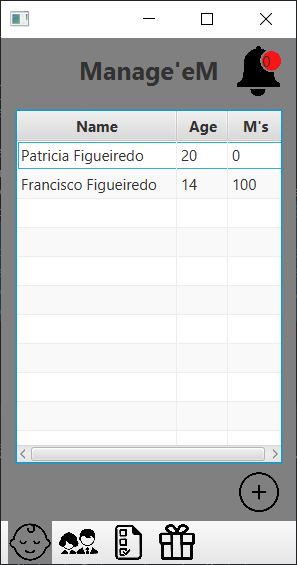 Manage'eM
0
Name Age M's
Patricia Figueiredo 20 0
Francisco Figueiredo 14 100